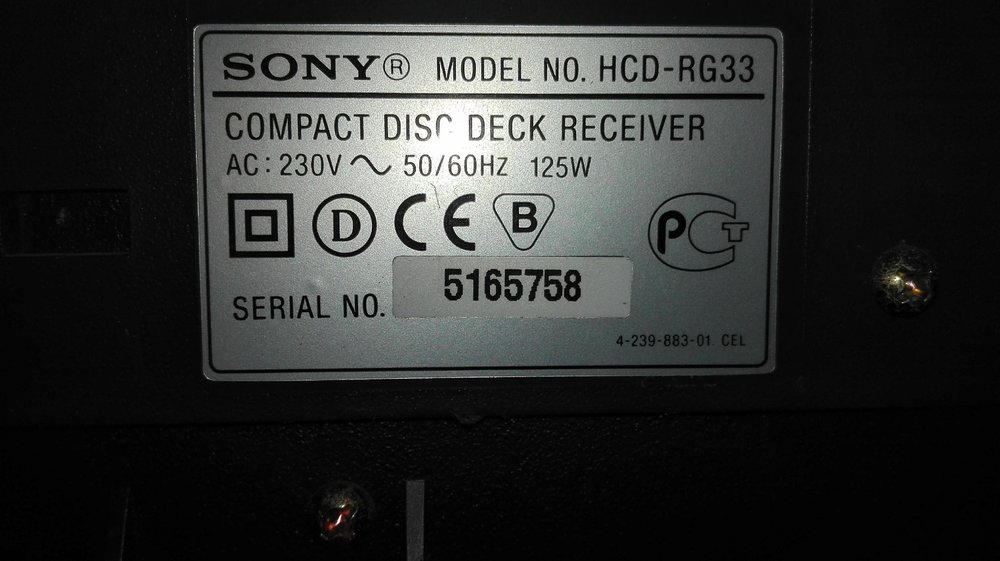 SONY® MODEL NO. HCD-RG33
COMPACT DISC DECK RECEIVER
AC: 230V ~ 50/60HZ 125W
D CE B PCT
SERIAL NO. 5165758
4-239-883-01 CEL